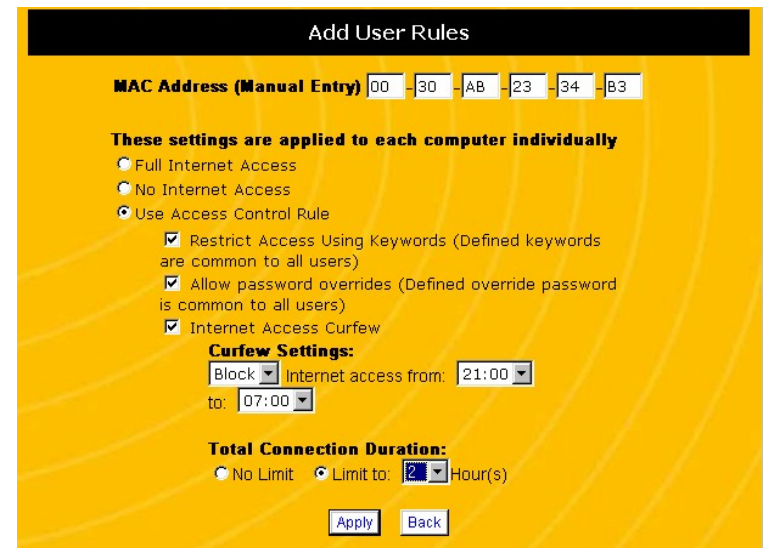 Add User Rules
MAC Address (Manual Entry) 00 - 30 - AB - 23 - 34 - B3
These settings are applied to each computer individually
Full Internet Access
No Internet Access
Use Access Control Rule
Restrict Access Using Keywords (Defined keywords
are common to all users)
Allow password overrides (Defined override password
is common to all users)
Internet Access Curfew
Curfew Settings:
Block Internet access from: 21:00
to: 07:00
Total Connection Duration:
No Limit Limit to: 2 Hour(s)
Apply Back